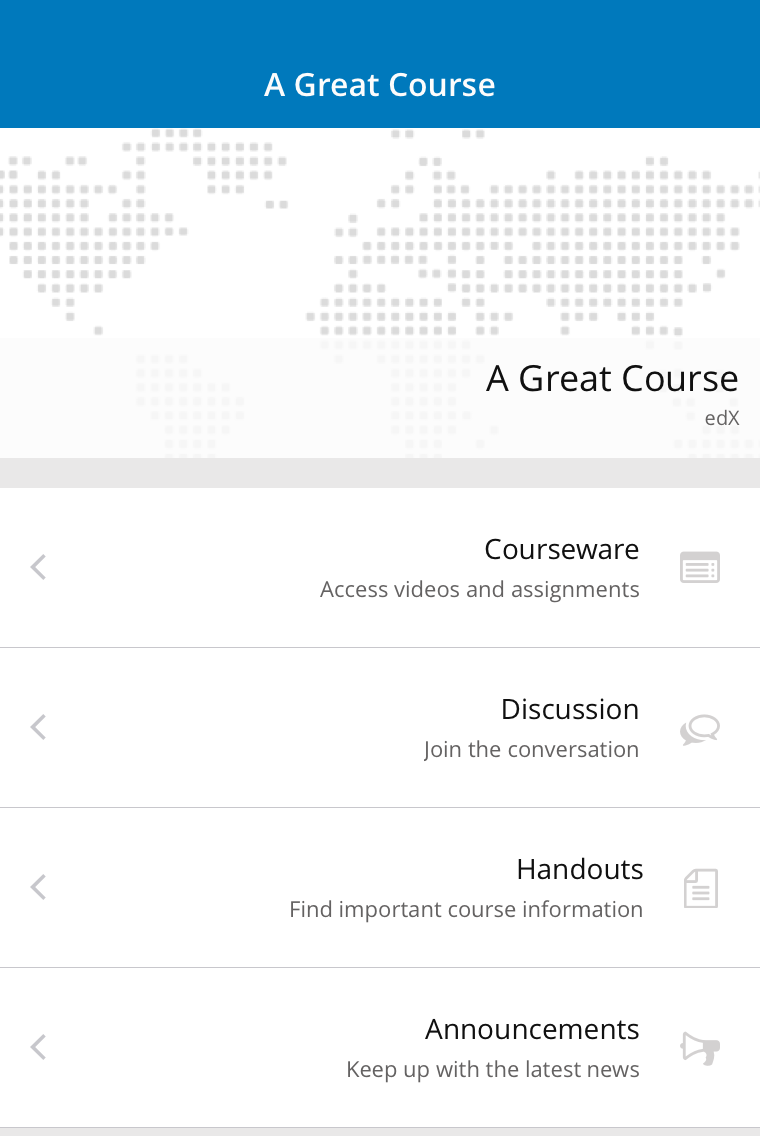 A Great Course
A Great Course
edX
Courseware
Access videos and assignments
Discussion
Join the conversation
Handouts
Find important course information
Announcements
Keep up with the latest news